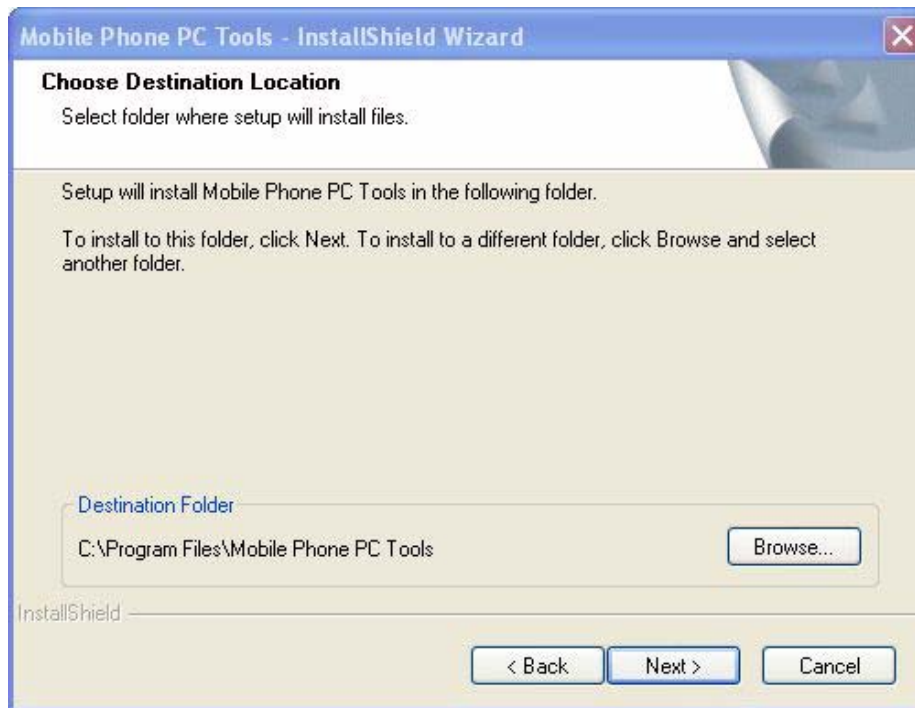 Mobile Phone PC Tools - InstallShield Wizard
Choose Destination Location
Select folder where setup will install files.
Setup will install Mobile Phone PC Tools in the following folder.
To install to this folder, click Next. To install to a different folder, click Browse and select
another folder.
Destination Folder
C:\Program Files\Mobile Phone PC Tools
Browse...
InstallShield
< Back
Next >
Cancel